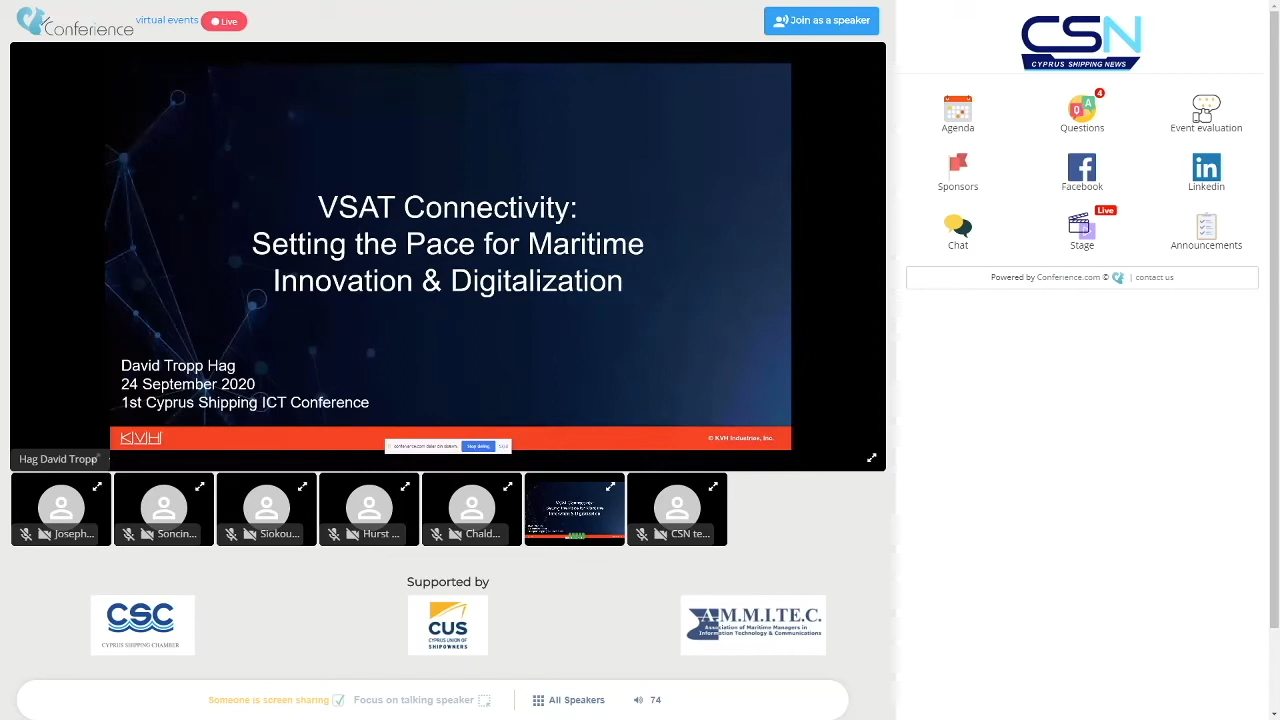 Conference
virtual events
Live
Join as a speaker
VSAT Connectivity:
Setting the Pace for Maritime
Innovation & Digitalization
David Tropp Hag
24 September 2020
1st Cyprus Shipping ICT Conference
KVH
© KVH Industries, Inc.
Hag David Tropp
Joseph...
Soncin...
Siokou...
Hurst ...
Chald...
CSN te...
Supported by
CSC
CYPRUS SHIPPING CHAMBER
CUS
CYPRUS UNION OF
SHIPOWNERS
A.M.M.I.TE.C.
Association of Maritime Managers in
Information Technology & Communications
Someone is screen sharing
Focus on talking speaker
All Speakers
74
CSN
CYPRUS SHIPPING NEWS
Agenda
4
Q A
Questions
Event evaluation
Sponsors
Facebook
Linkedin
Chat
Live
Stage
Announcements
Powered by Conference.com © | contact us